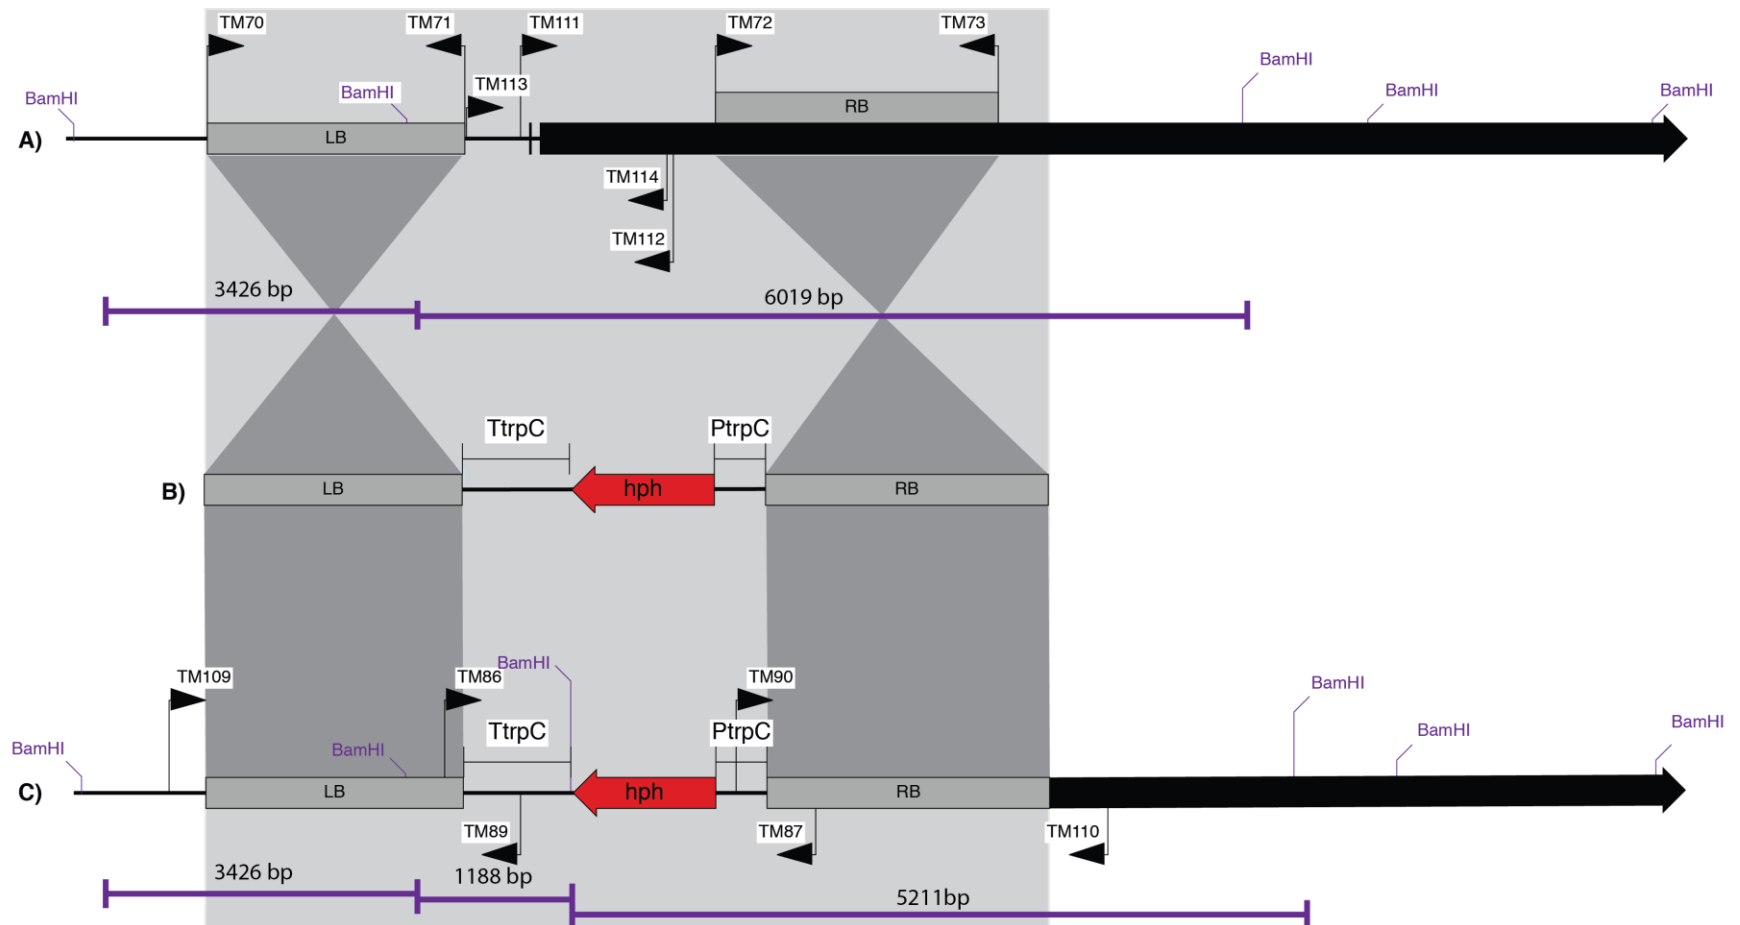 TM70
TM71
TM111
TM72
TM73
BamHI
BamHI
TM113
BamHI
BamHI
BamHI
RB
A)
LB
TM114
TM112
3426 bp
6019 bp
TtrpC
PtrpC
B)
LB
hph
RB
TM109
TM86
BamHI
TM90
BamHI
BamHI
BamHI
BamHI
BamHI
TtrpC
PtrpC
C)
LB
hph
RB
TM89
TM87
TM110
3426 bp
1188 bp
5211bp